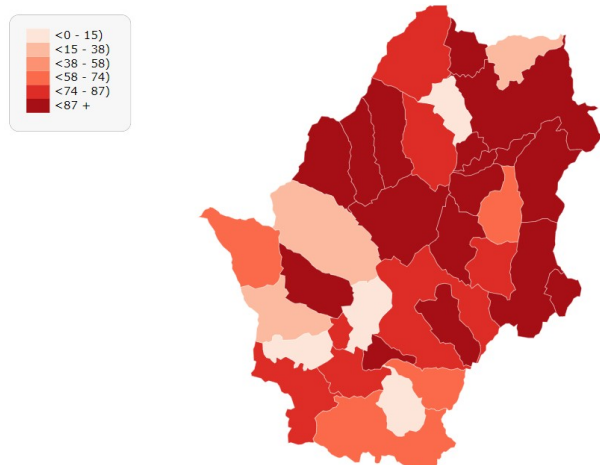 <0 - 15)
<15 - 38)
<38 - 58)
<58 - 74)
<74 - 87)
<87 +